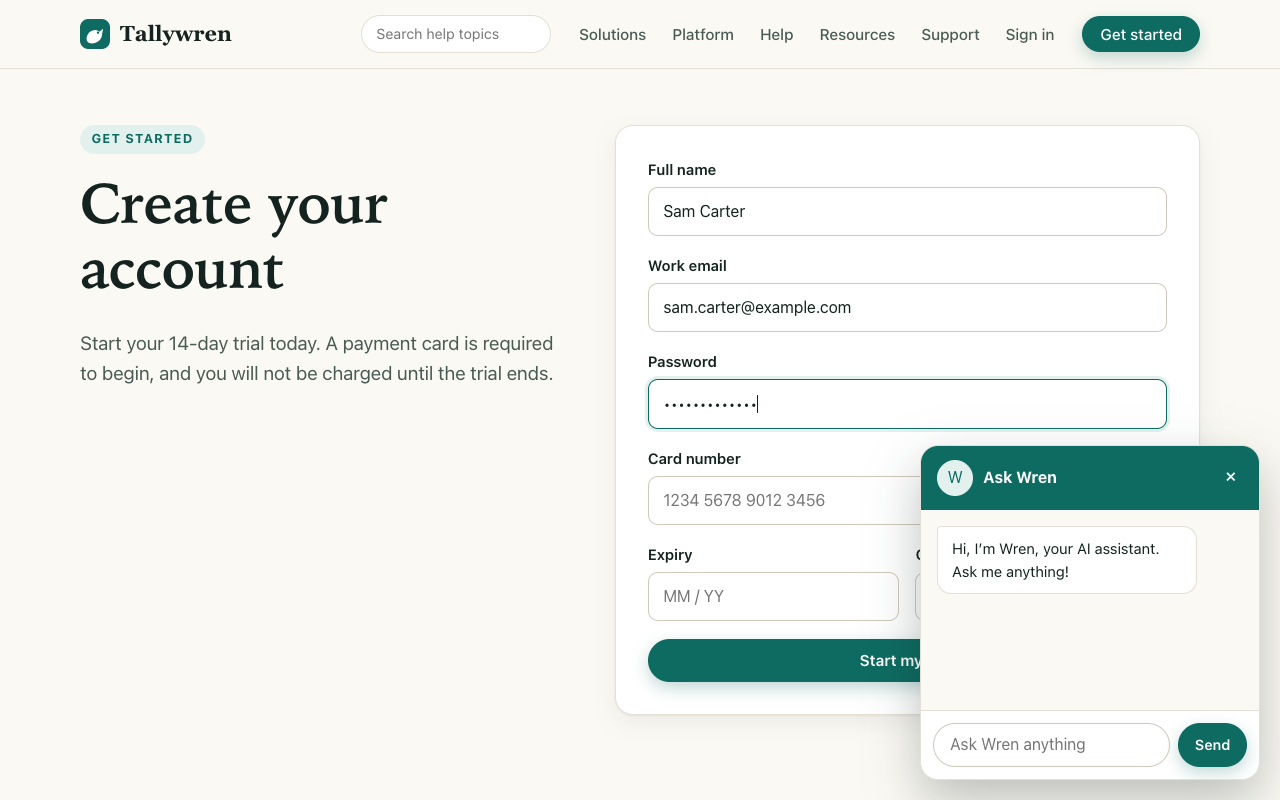 Tallywren
Search help topics
Solutions
Platform
Help
Resources
Support
Sign in
Get started
GET STARTED
Create your
account
Start your 14-day trial today. A payment card is required
to begin, and you will not be charged until the trial ends.
Full name
Sam Carter
Work email
sam.carter@example.com
Password
•••••••••••••
Card number
1234 5678 9012 3456
Expiry
MM / YY
Start my
W
Ask Wren
×
Hi, I’m Wren, your AI assistant.
Ask me anything!
Ask Wren anything
Send